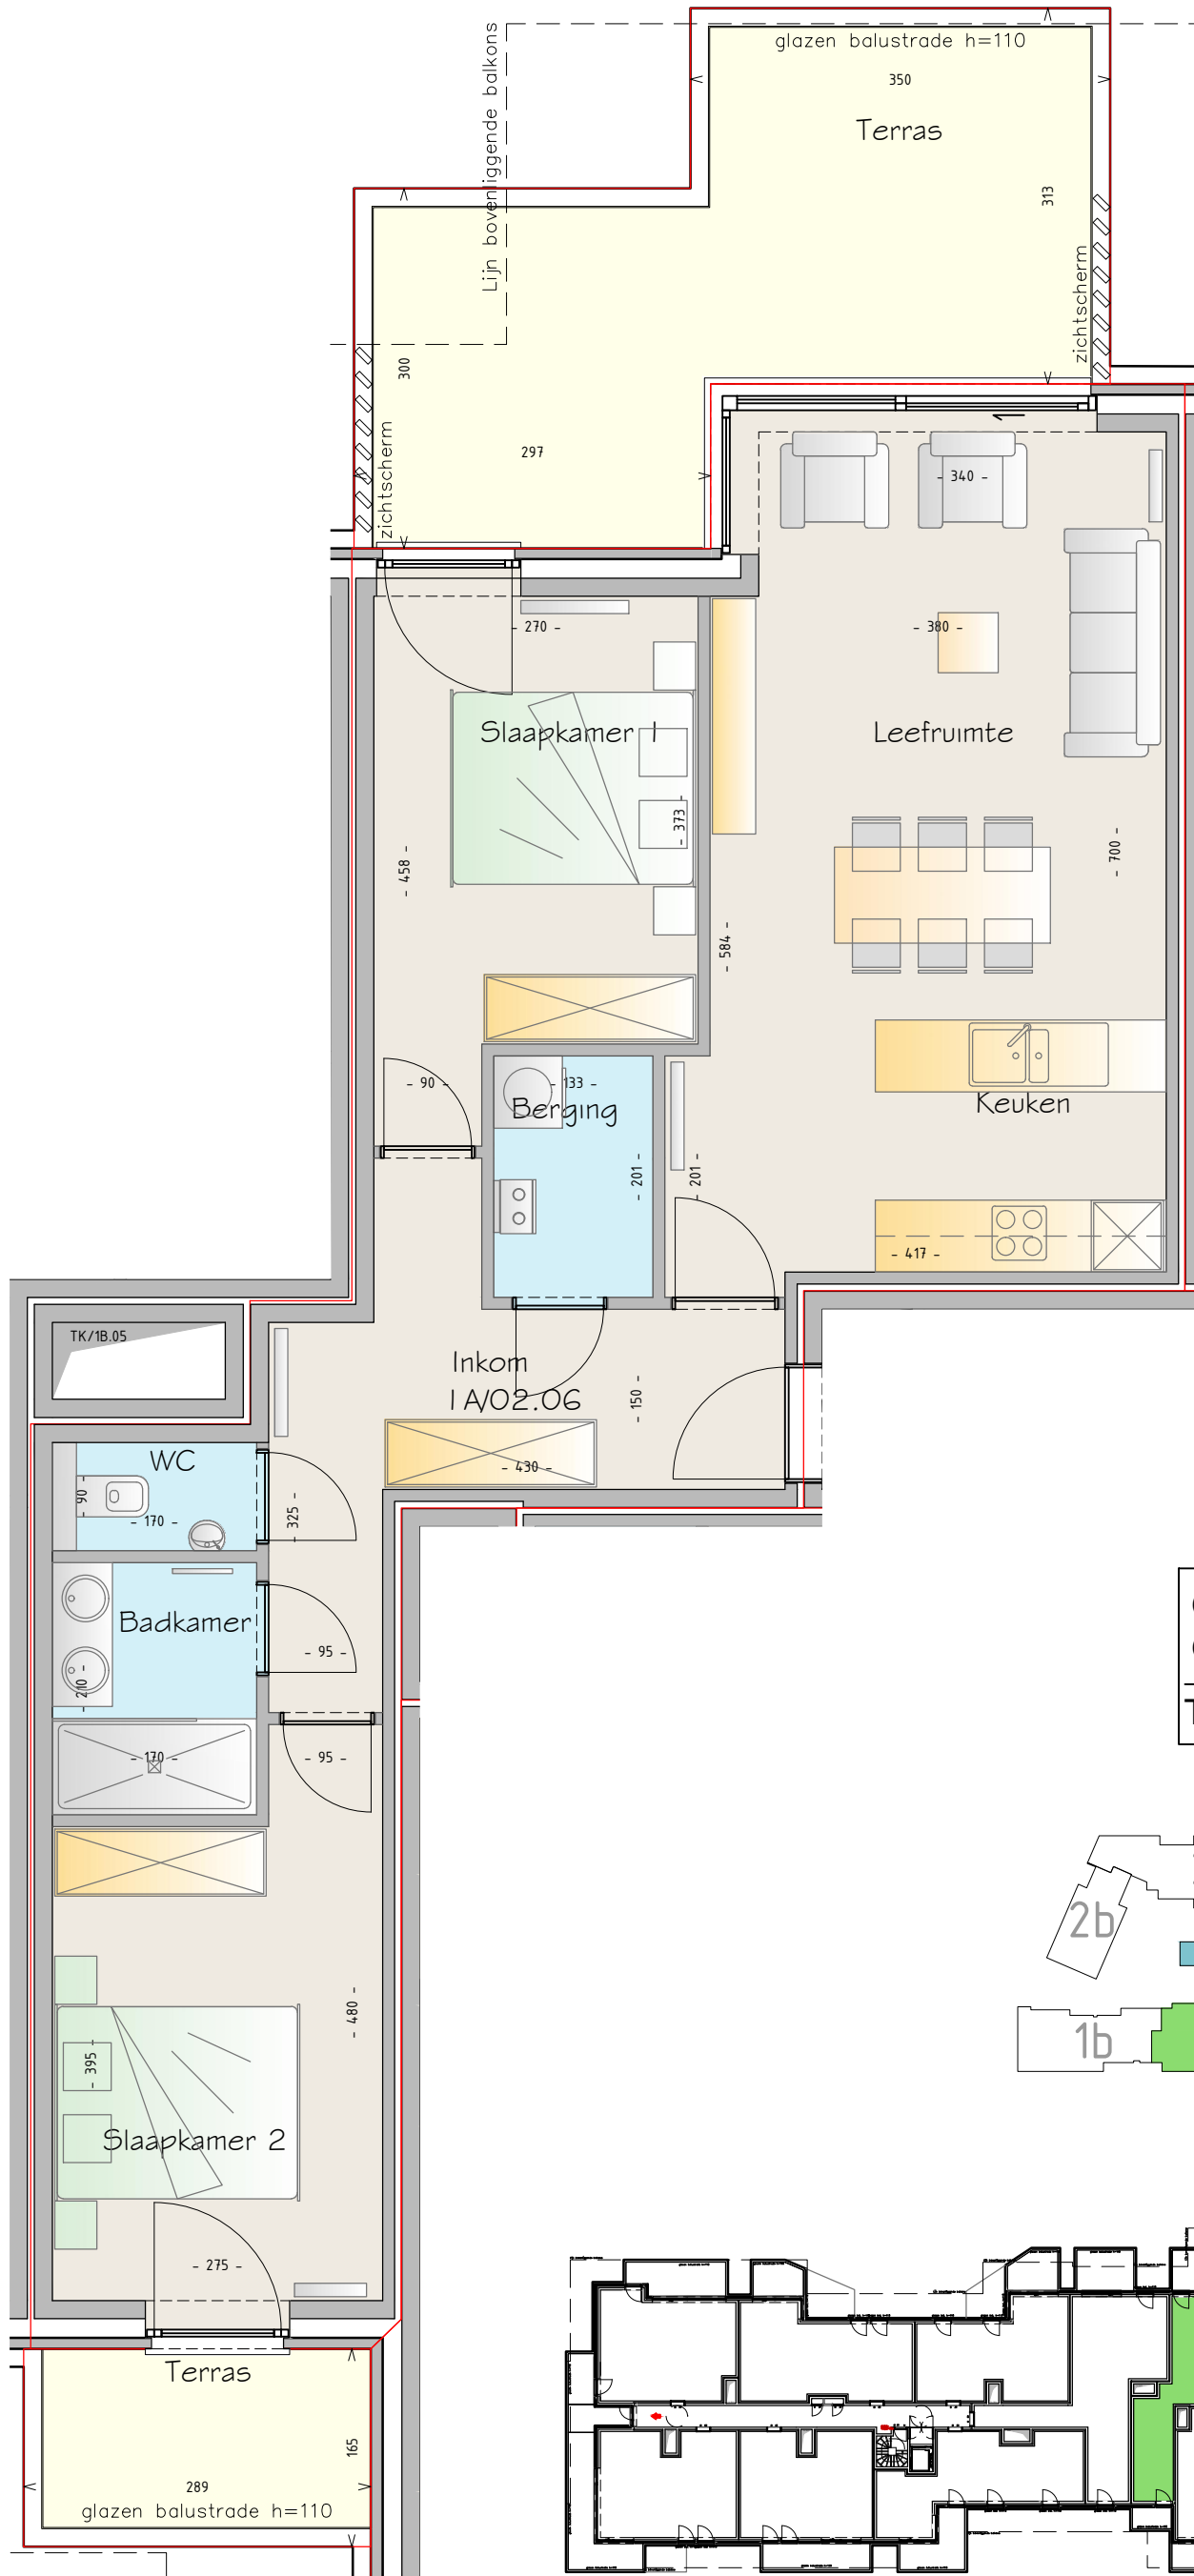 glazen balustrade h=110
350
Terras
Lijn bovenliggende balkons
313
zichtscherm
300
zichtscherm
297
- 340 -
- 270 -
- 380 -
Slaapkamer 1
Leefruimte
- 373 -
- 458 -
- 700 -
- 584 -
- 90 -
- 133 -
Berging
Keuken
- 201 -
- 201 -
- 417 -
TK/1B.05
Inkom
1A/02.06
- 150 -
WC
- 430 -
- 90 -
- 170 -
- 325 -
Badkamer
- 95 -
- 210 -
- 170 -
- 95 -
2b
- 480 -
1b
- 395 -
Slaapkamer 2
- 275 -
Terras
165
289
glazen balustrade h=110